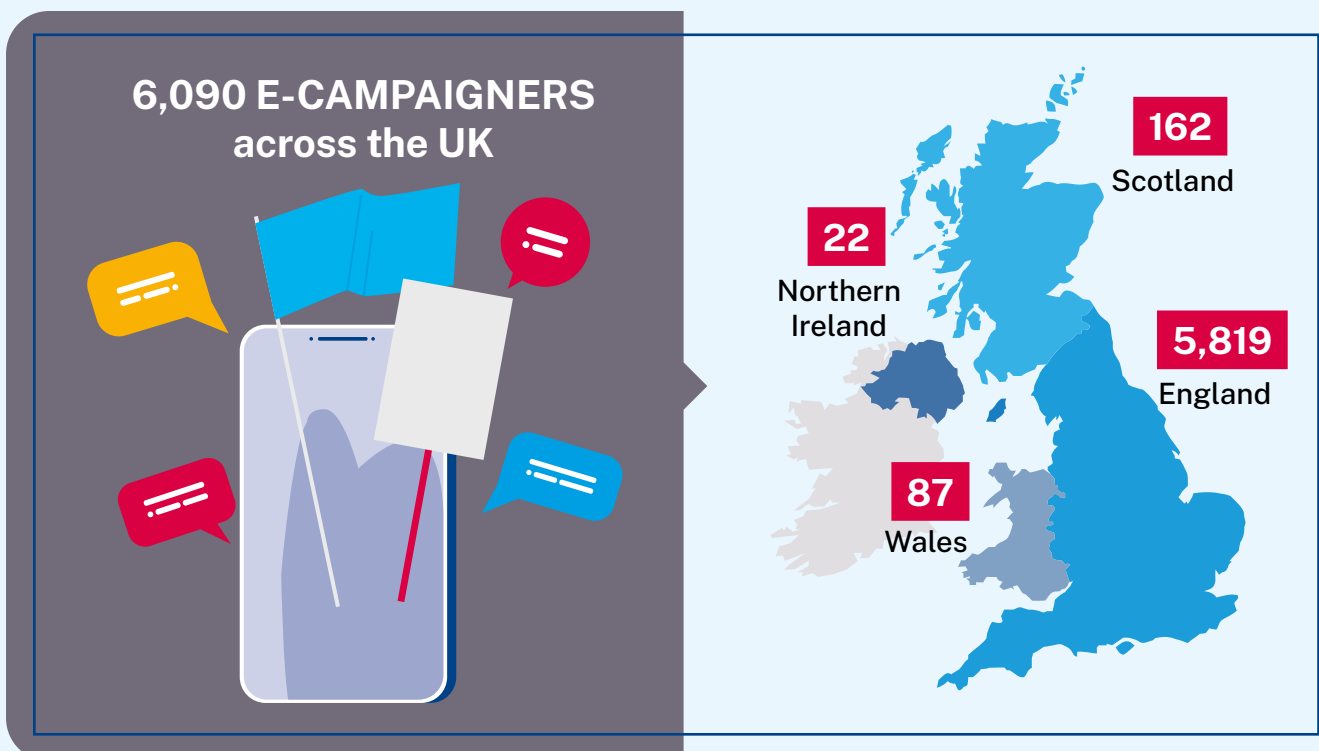 6,090 E-CAMPAIGNERS
across the UK
162
Scotland
22
Northern
Ireland
5,819
England
87
Wales